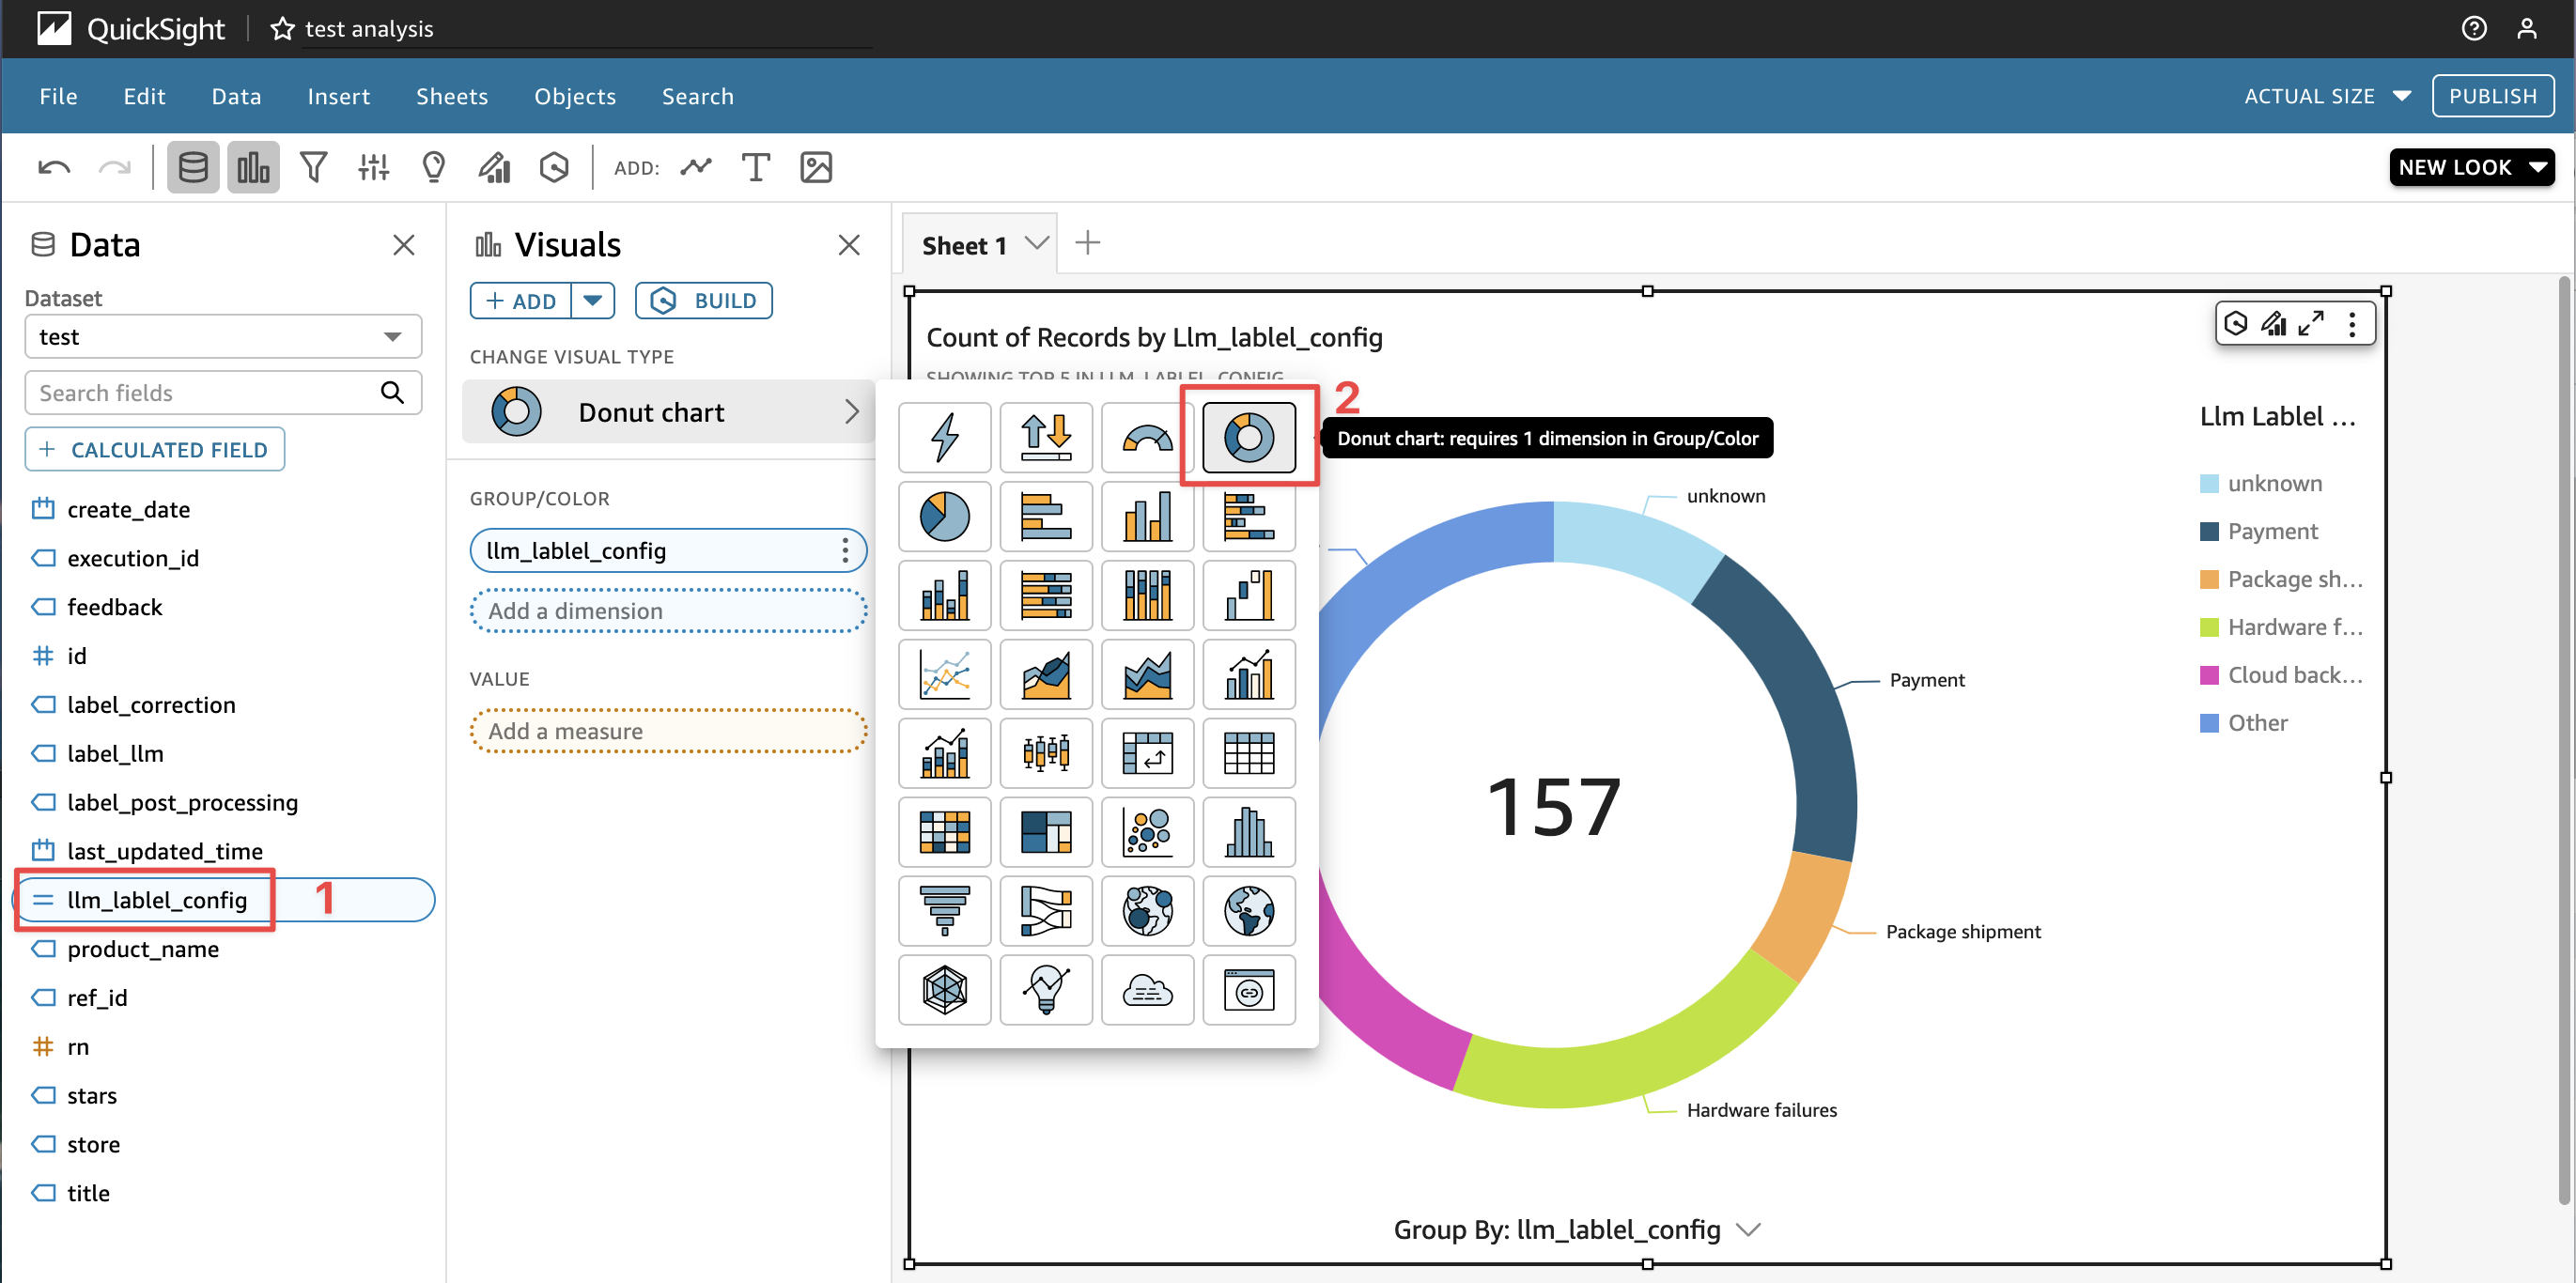 QuickSight
test analysis
File Edit Data Insert Sheets Objects Search
ACTUAL SIZE
PUBLISH
ADD:
NEW LOOK
Data
Dataset
test
Search fields
CALCULATED FIELD
create_date
execution_id
feedback
id
label_correction
label_llm
label_post_processing
last_updated_time
llm_lablel_config
1
product_name
ref_id
rn
stars
store
title
Visuals
ADD
BUILD
CHANGE VISUAL TYPE
Donut chart
GROUP/COLOR
llm_lablel_config
Add a dimension
VALUE
Add a measure
Sheet 1
Count of Records by Llm_lablel_config
SHOWING TOP 5 IN LLM_LABLEL_CONFIG
2
Donut chart: requires 1 dimension in Group/Color
unknown
Payment
Package shipment
Hardware failures
157
Llm Lablel ...
unknown
Payment
Package sh...
Hardware f...
Cloud back...
Other
Group By: llm_lablel_config